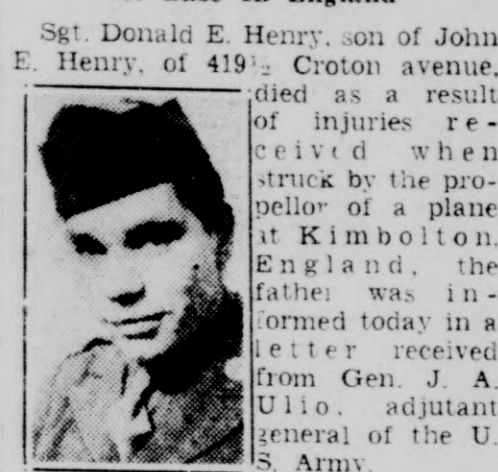 Sgt. Donald E. Henry, son of John
E. Henry, of 419½ Croton avenue,
died as a result
of injuries re-
ceived when
struck by the pro-
pellor of a plane
at Kimbolton,
England, the
father was in-
formed today in a
letter received
from Gen. J. A.
Ulio, adjutant
general of the U.
S. Army.